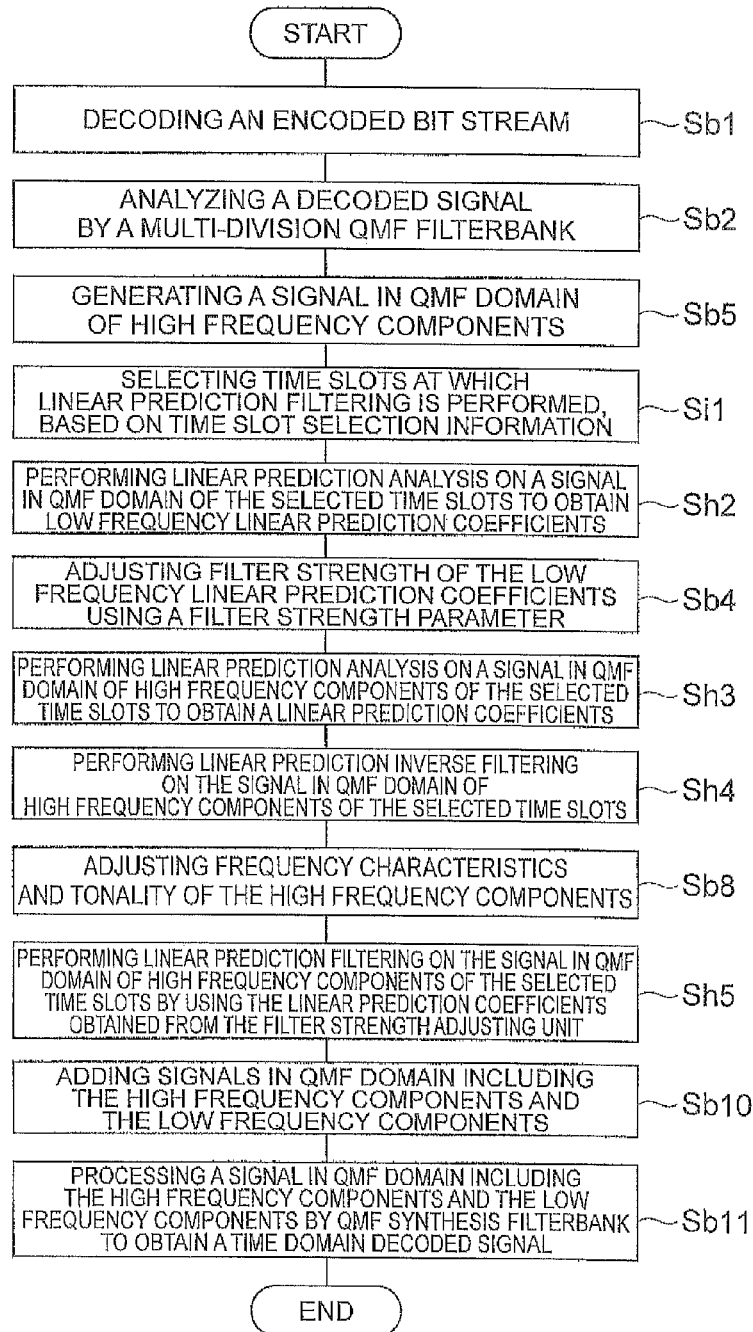 START
DECODING AN ENCODED BIT STREAM
Sb1
ANALYZING A DECODED SIGNAL
BY A MULTI-DIVISION QMF FILTERBANK
Sb2
GENERATING A SIGNAL IN QMF DOMAIN
OF HIGH FREQUENCY COMPONENTS
Sb5
SELECTING TIME SLOTS AT WHICH
LINEAR PREDICTION FILTERING IS PERFORMED,
BASED ON TIME SLOT SELECTION INFORMATION
Si1
PERFORMING LINEAR PREDICTION ANALYSIS ON A SIGNAL
IN QMF DOMAIN OF THE SELECTED TIME SLOTS TO OBTAIN
LOW FREQUENCY LINEAR PREDICTION COEFFICIENTS
Sh2
ADJUSTING FILTER STRENGTH OF THE LOW
FREQUENCY LINEAR PREDICTION COEFFICIENTS
USING A FILTER STRENGTH PARAMETER
Sb4
PERFORMING LINEAR PREDICTION ANALYSIS ON A SIGNAL IN QMF
DOMAIN OF HIGH FREQUENCY COMPONENTS OF THE SELECTED
TIME SLOTS TO OBTAIN A LINEAR PREDICTION COEFFICIENTS
Sh3
PERFORMNG LINEAR PREDICTION INVERSE FILTERING
ON THE SIGNAL IN QMF DOMAIN OF
HIGH FREQUENCY COMPONENTS OF THE SELECTED TIME SLOTS
Sh4
ADJUSTING FREQUENCY CHARACTERISTICS
AND TONALITY OF THE HIGH FREQUENCY COMPONENTS
Sb8
PERFORMING LINEAR PREDICTION FILTERING ON THE SIGNAL IN QMF
DOMAIN OF HIGH FREQUENCY COMPONENTS OF THE SELECTED
TIME SLOTS BY USING THE LINEAR PREDICTION COEFFICIENTS
OBTAINED FROM THE FILTER STRENGTH ADJUSTING UNIT
Sh5
ADDING SIGNALS IN QMF DOMAIN INCLUDING
THE HIGH FREQUENCY COMPONENTS AND
THE LOW FREQUENCY COMPONENTS
Sb10
PROCESSING A SIGNAL IN QMF DOMAIN INCLUDING
THE HIGH FREQUENCY COMPONENTS AND THE LOW
FREQUENCY COMPONENTS BY QMF SYNTHESIS FILTERBANK
TO OBTAIN A TIME DOMAIN DECODED SIGNAL
Sb11
END